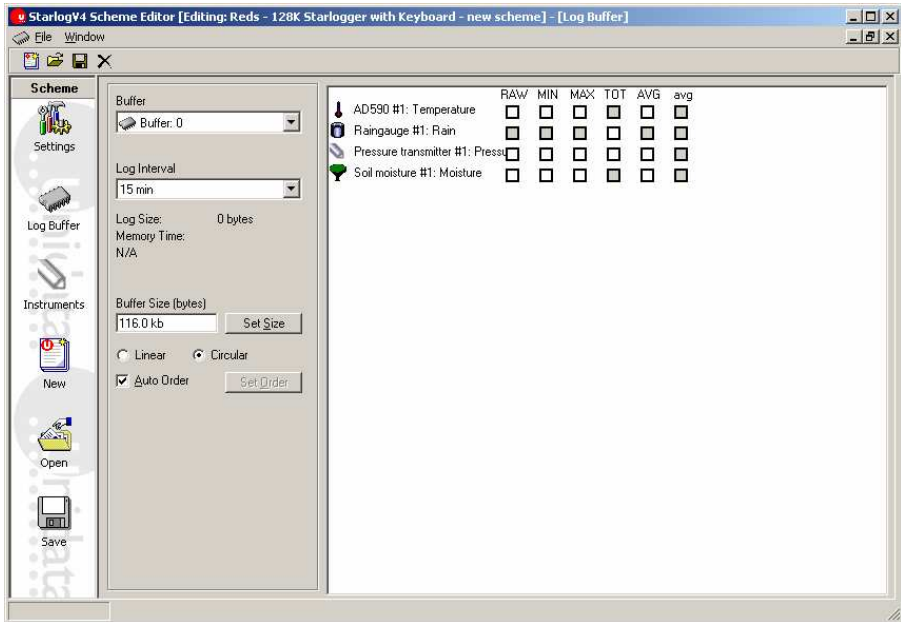 StarlogV4 Scheme Editor [Editing: Reds - 128K Starlogger with Keyboard - new scheme] - [Log Buffer]
File Window
Scheme
Settings
Log Buffer
Instruments
New
Open
Save
Unidata
Unidata
Buffer
Buffer: 0
Log Interval
15 min
Log Size: 0 bytes
Memory Time:
N/A
Buffer Size (bytes)
116.0 kb Set Size
Linear Circular
Auto Order Set Order
RAW MIN MAX TOT AVG avg
AD590 #1: Temperature
Raingauge #1: Rain
Pressure transmitter #1: Pressu
Soil moisture #1: Moisture